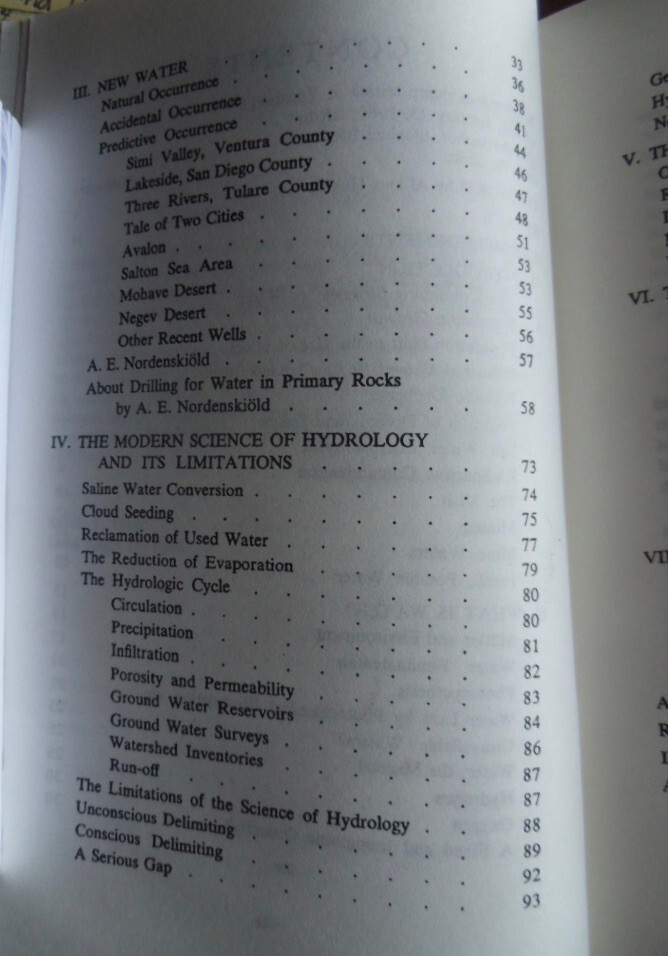 III. NEW WATER . . . . . . . 33
Natural Occurrence . . . . . . . 36
Accidental Occurrence . . . . . . 38
Predictive Occurrence . . . . . . 41
Simi Valley, Ventura County . . . . 44
Lakeside, San Diego County . . . . . 46
Three Rivers, Tulare County . . . . 47
Tale of Two Cities . . . . . . 48
Avalon . . . . . . . . 51
Salton Sea Area . . . . . . 53
Mohave Desert . . . . . . . 53
Negev Desert . . . . . . . 55
Other Recent Wells . . . . . . 56
A. E. Nordenskiöld . . . . . . . 57
About Drilling for Water in Primary Rocks
by A. E. Nordenskiöld . . . . . 58
IV. THE MODERN SCIENCE OF HYDROLOGY
AND ITS LIMITATIONS . . . . . 73
Saline Water Conversion . . . . . . 74
Cloud Seeding . . . . . . . . 75
Reclamation of Used Water . . . . . 77
The Reduction of Evaporation . . . . 79
The Hydrologic Cycle . . . . . . 80
Circulation . . . . . . . . 80
Precipitation . . . . . . . 81
Infiltration . . . . . . . . 82
Porosity and Permeability . . . . 83
Ground Water Reservoirs . . . . 84
Ground Water Surveys . . . . . 86
Watershed Inventories . . . . . 87
Run-off . . . . . . . . 87
The Limitations of the Science of Hydrology . . 88
Unconscious Delimiting . . . . . . 89
Conscious Delimiting . . . . . . 92
A Serious Gap . . . . . . . 93
V.
VI.